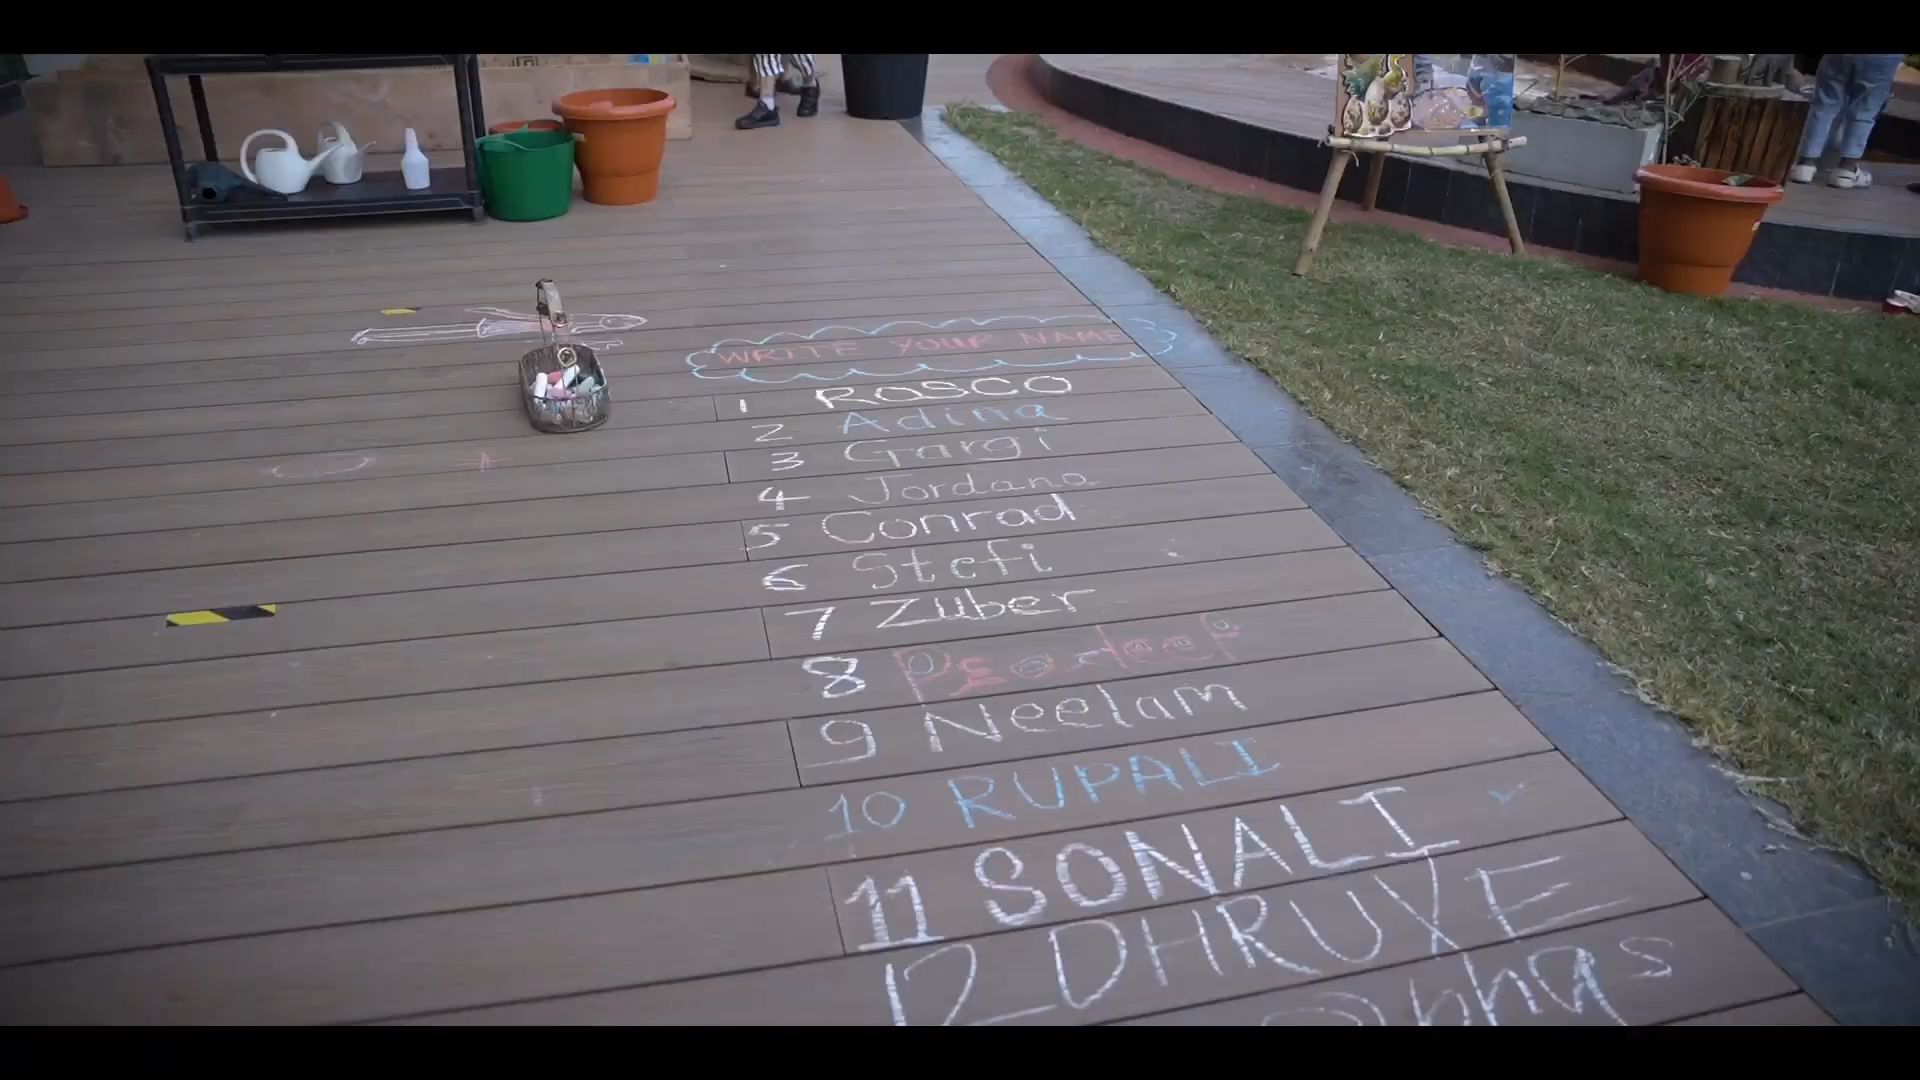 WRITE YOUR NAME
1 ROSCO
2 Adina
3 Gargi
4 Jordana
5 Conrad
6 Stefi
7 Zuber
8 Pradeep
9 Neelam
10 RUPALI
11 SONALI
12 DHRUVE